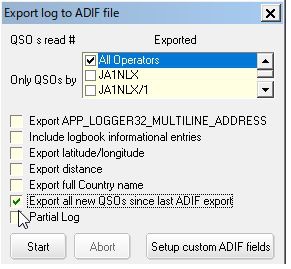 Export log to ADIF file
QSO s read # Exported
Only QSOs by
All Operators
JA1NLX
JA1NLX/1
Export APP_LOGGER32_MULTILINE_ADDRESS
Include logbook informational entries
Export latitude/longitude
Export distance
Export full Country name
Export all new QSOs since last ADIF export
Partial Log
Start Abort Setup custom ADIF fields